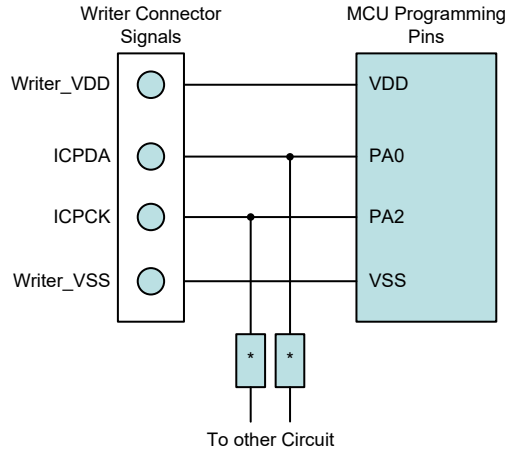 Writer Connector
Signals
MCU Programming
Pins
Writer_VDD
VDD
ICPDA
PA0
ICPCK
PA2
Writer_VSS
VSS
* *
To other Circuit